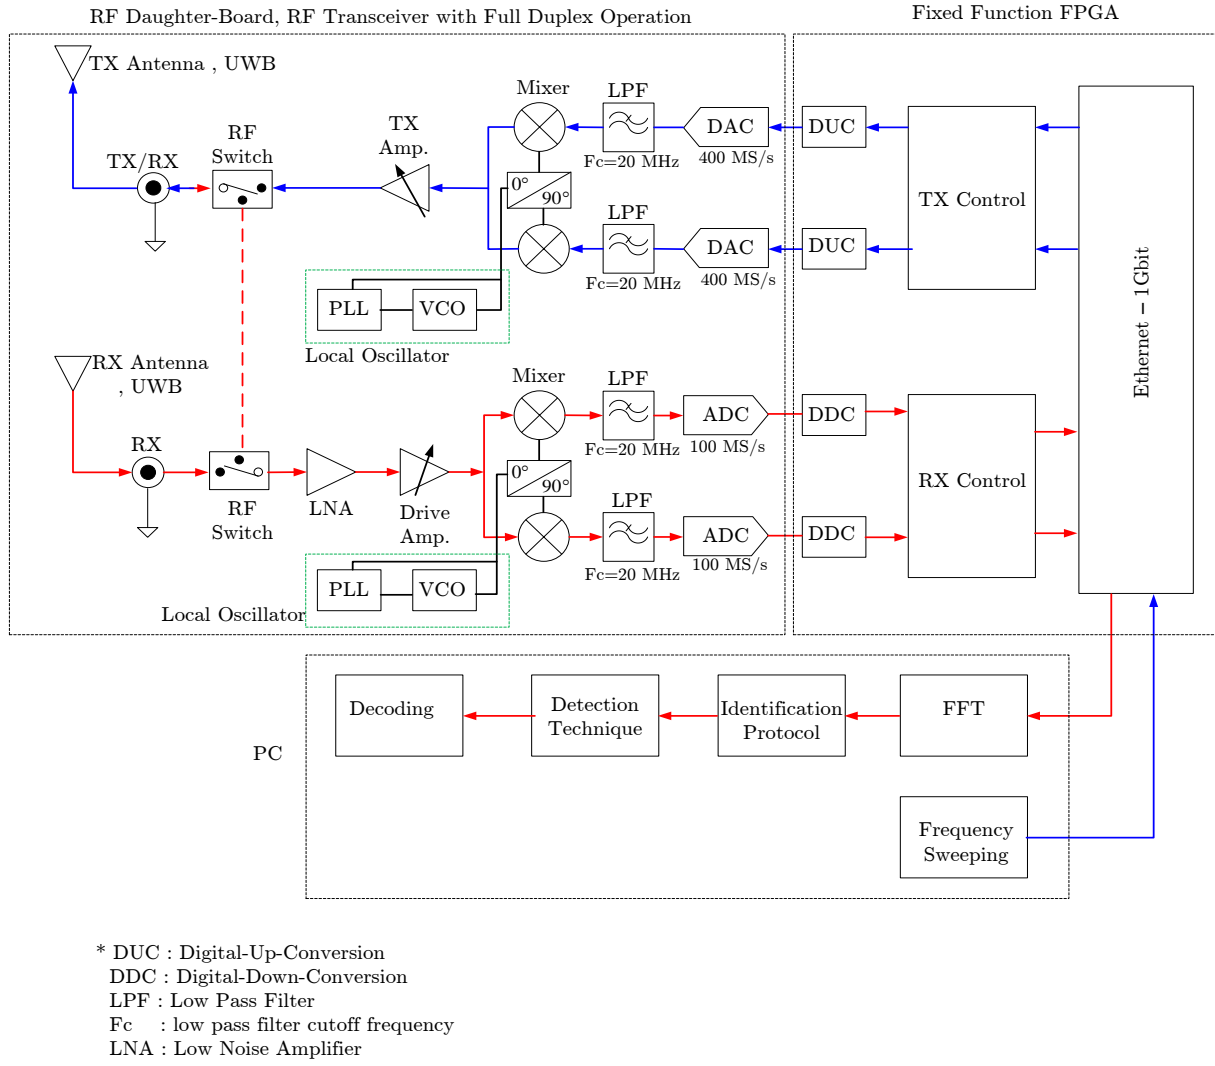 RF Daughter-Board, RF Transceiver with Full Duplex Operation
Fixed Function FPGA
TX Antenna , UWB
TX/RX
RF
Switch
TX
Amp.
Mixer
0°
90°
LPF
Fc=20 MHz
DAC
400 MS/s
DUC
LPF
Fc=20 MHz
DAC
400 MS/s
DUC
TX Control
Ethernet – 1Gbit
PLL
VCO
Local Oscillator
RX Antenna
, UWB
RX
RF
Switch
LNA
Drive
Amp.
Mixer
0°
90°
LPF
Fc=20 MHz
ADC
100 MS/s
DDC
LPF
Fc=20 MHz
ADC
100 MS/s
DDC
RX Control
PLL
VCO
Local Oscillator
PC
Decoding
Detection
Technique
Identification
Protocol
FFT
Frequency
Sweeping
* DUC : Digital-Up-Conversion
DDC : Digital-Down-Conversion
LPF : Low Pass Filter
Fc : low pass filter cutoff frequency
LNA : Low Noise Amplifier